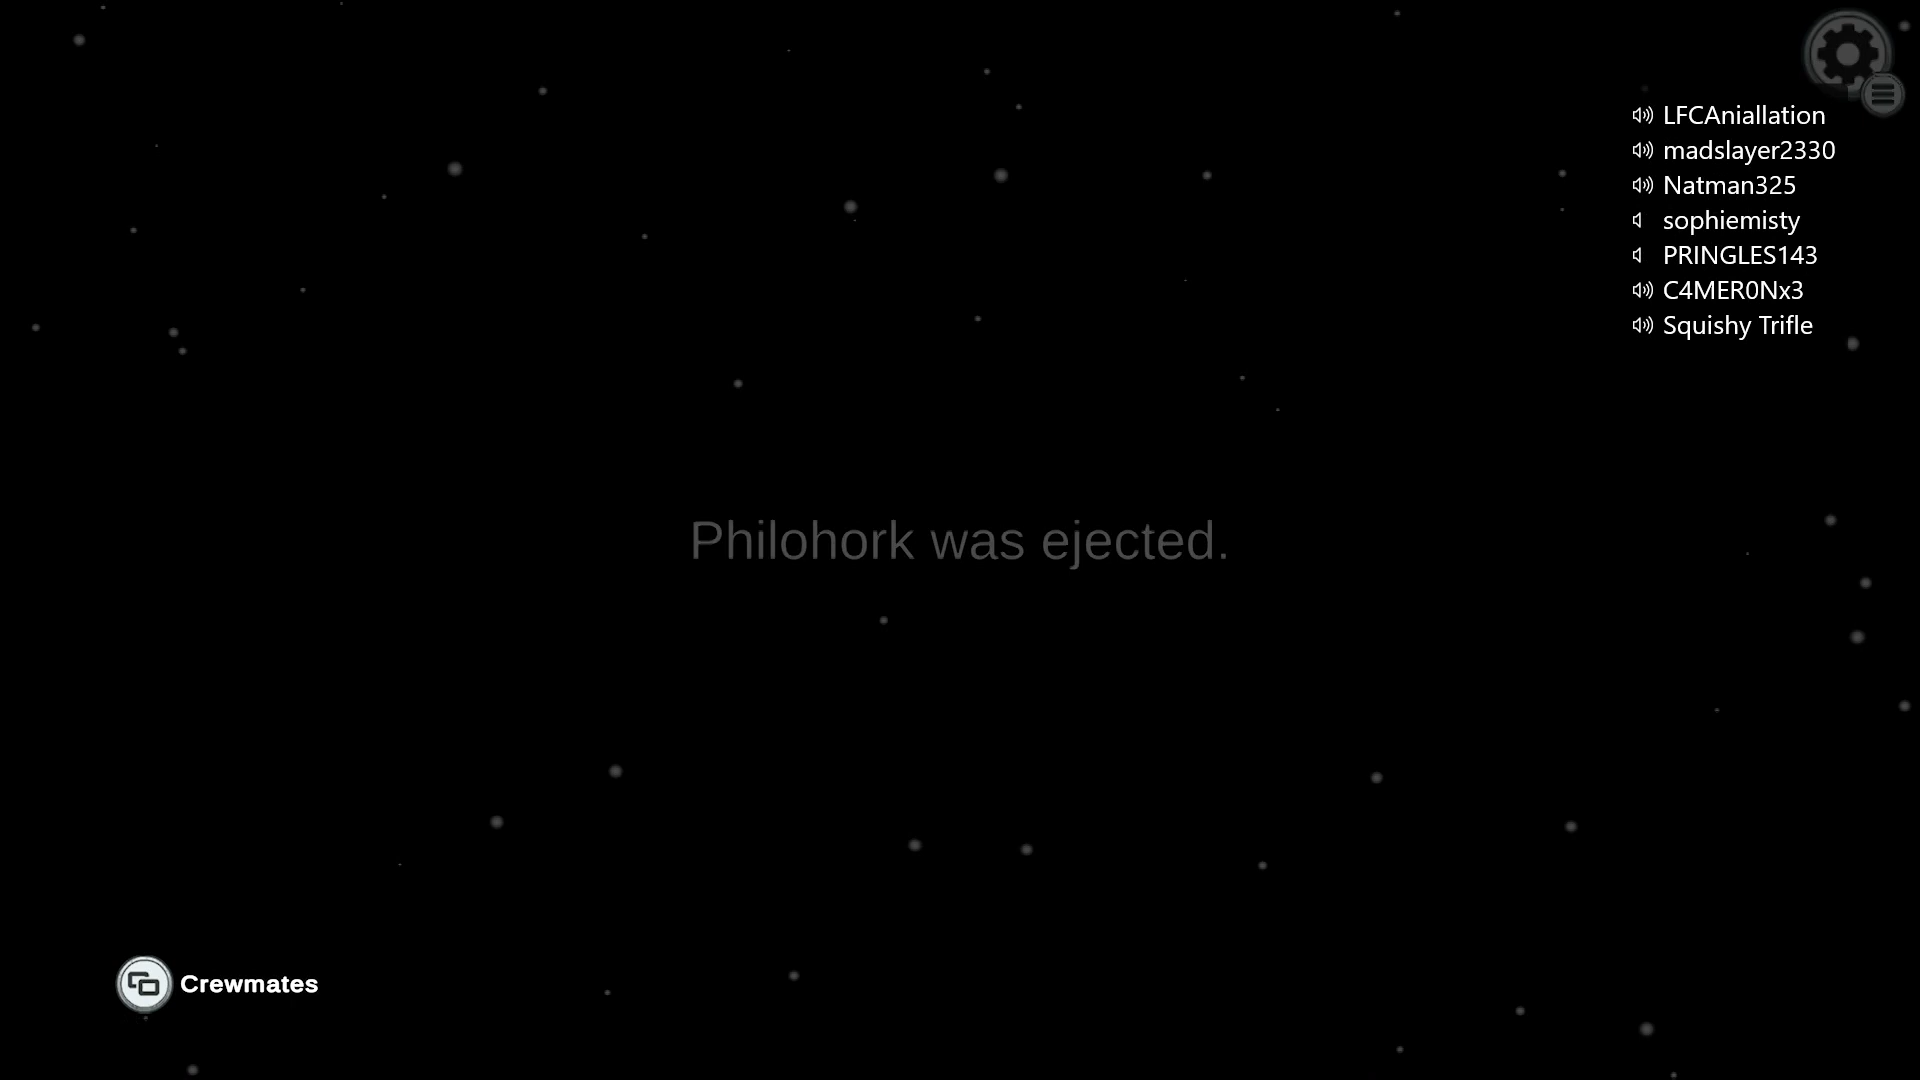 LFCAniallation
madslayer2330
Natman325
sophiemisty
PRINGLES143
C4MER0Nx3
Squishy Trifle
Philohork was ejected.
Crewmates